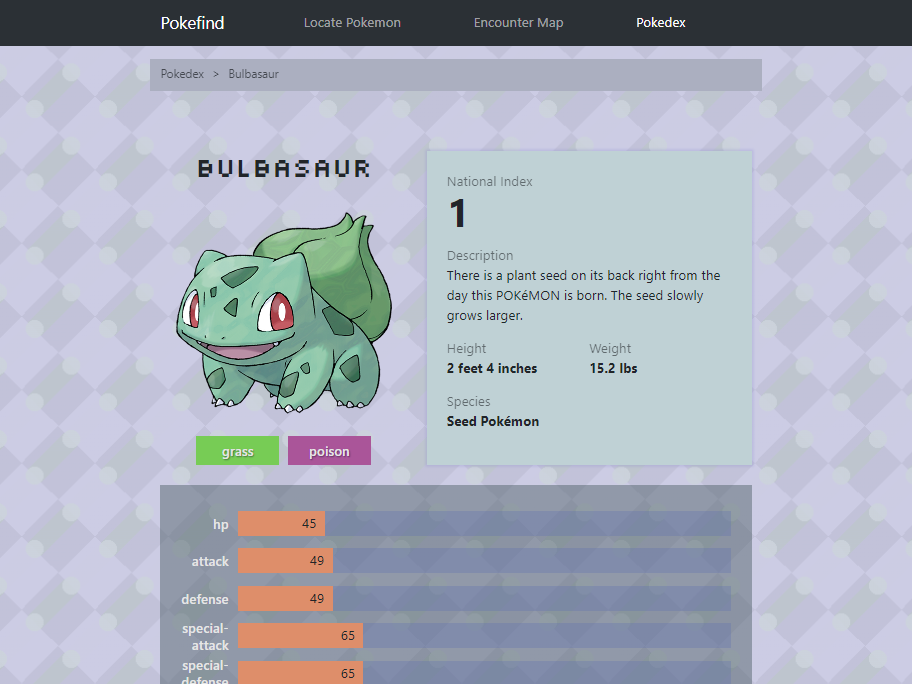 Pokefind Locate Pokemon Encounter Map Pokedex
Pokedex > Bulbasaur
BULBASAUR
National Index
1
Description
There is a plant seed on its back right from the
day this POKéMON is born. The seed slowly
grows larger.
Height Weight
2 feet 4 inches 15.2 lbs
Species
Seed Pokémon
grass poison
hp 45
attack 49
defense 49
special-
attack 65
special-
defense 65